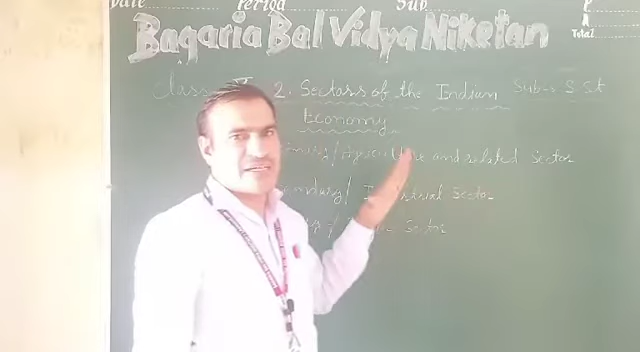 Date Period Sub P
A
Total
Bagaria Bal Vidya Niketan
Class 2. Sectors of the Indian Sub- S.St
Economy
Agriculture and related Sector
/ Industrial Sector
Sector